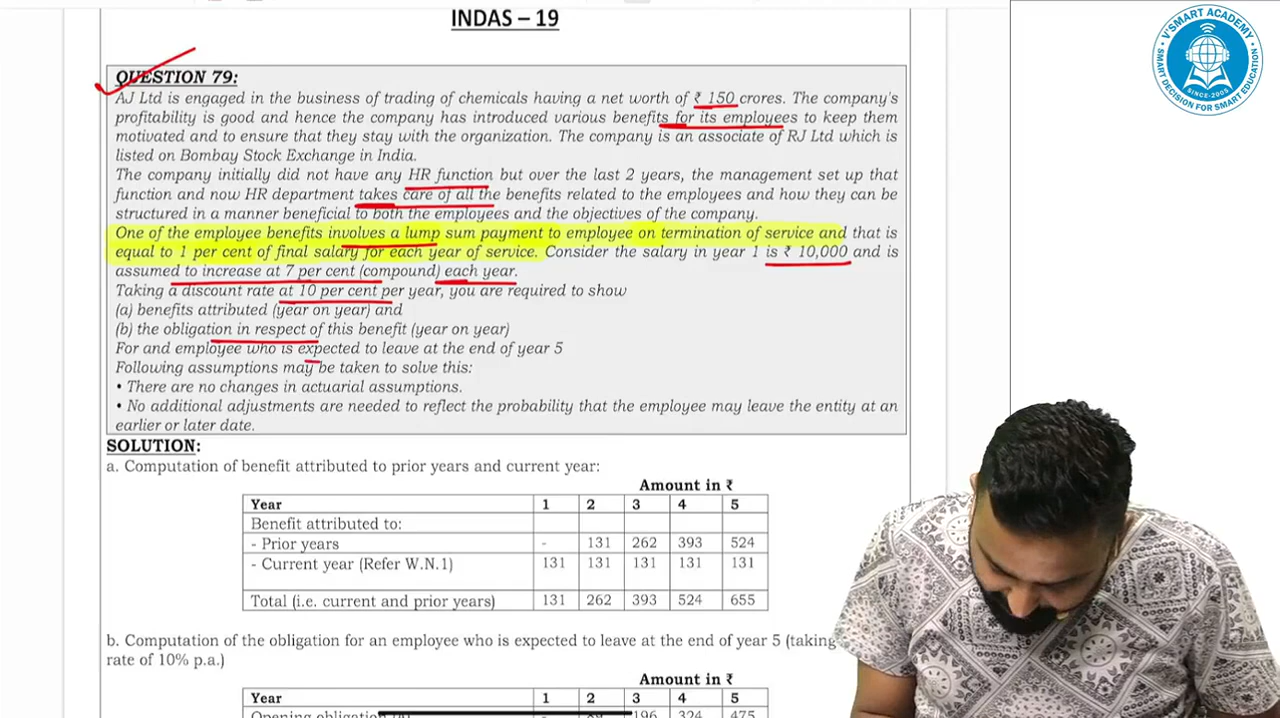 INDAS – 19
V'SMART ACADEMY
SMART DECISION FOR SMART EDUCATION
SINCE-2005
QUESTION 79:
AJ Ltd is engaged in the business of trading of chemicals having a net worth of ₹ 150 crores. The company's
profitability is good and hence the company has introduced various benefits for its employees to keep them
motivated and to ensure that they stay with the organization. The company is an associate of RJ Ltd which is
listed on Bombay Stock Exchange in India.
The company initially did not have any HR function but over the last 2 years, the management set up that
function and now HR department takes care of all the benefits related to the employees and how they can be
structured in a manner beneficial to both the employees and the objectives of the company.
One of the employee benefits involves a lump sum payment to employee on termination of service and that is
equal to 1 per cent of final salary for each year of service. Consider the salary in year 1 is ₹ 10,000 and is
assumed to increase at 7 per cent (compound) each year.
Taking a discount rate at 10 per cent per year, you are required to show
(a) benefits attributed (year on year) and
(b) the obligation in respect of this benefit (year on year)
For and employee who is expected to leave at the end of year 5
Following assumptions may be taken to solve this:
• There are no changes in actuarial assumptions.
• No additional adjustments are needed to reflect the probability that the employee may leave the entity at an
earlier or later date.
SOLUTION:
a. Computation of benefit attributed to prior years and current year:
Amount in ₹
Year 1 2 3 4 5
Benefit attributed to:
- Prior years - 131 262 393 524
- Current year (Refer W.N.1) 131 131 131 131 131
Total (i.e. current and prior years) 131 262 393 524 655
b. Computation of the obligation for an employee who is expected to leave at the end of year 5 (taking
rate of 10% p.a.)
Amount in ₹
Year 1 2 3 4 5
Opening obligation - 89 196 324 475